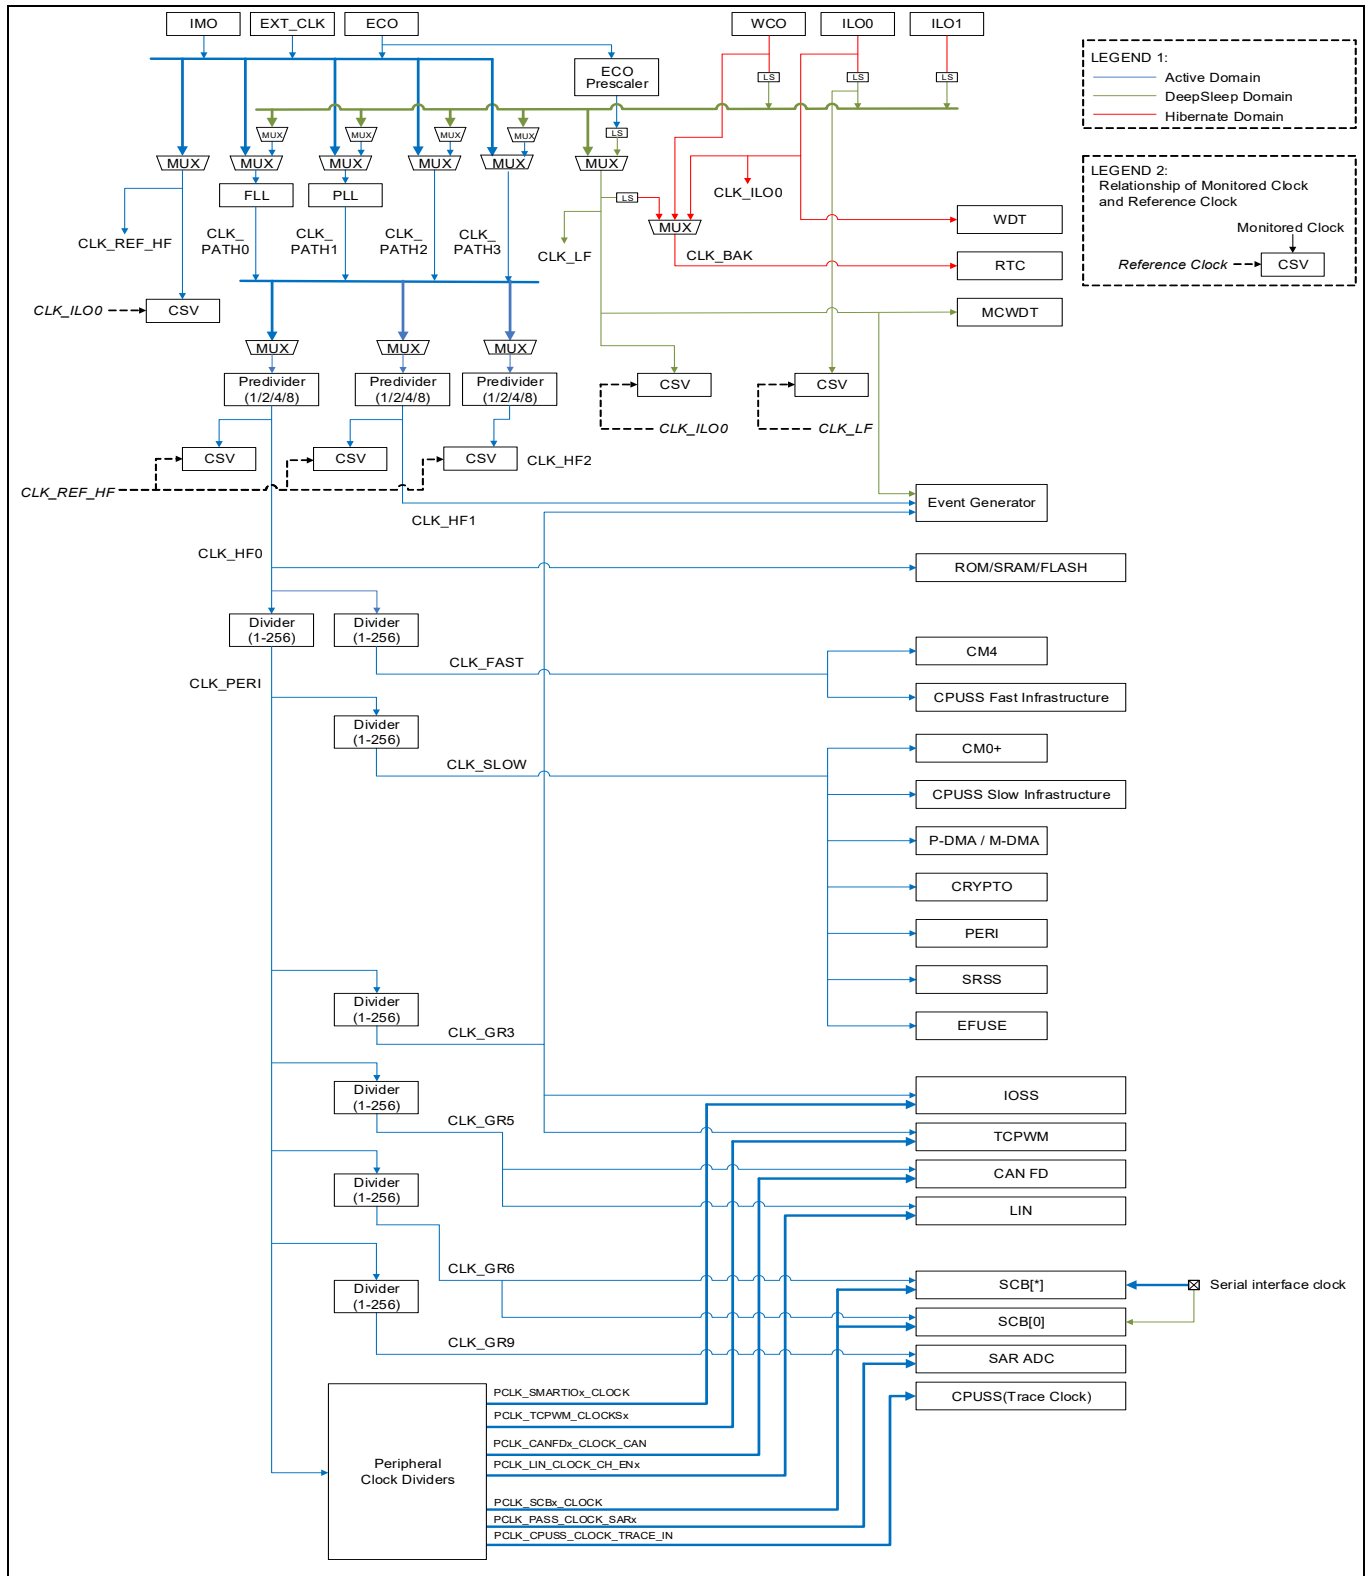 IMO
EXT_CLK
ECO
WCO
ILO0
ILO1
LEGEND 1:
Active Domain
DeepSleep Domain
Hibernate Domain
ECO
Prescaler
LS
LS
LS
MUX
MUX
MUX
MUX
LS
MUX
MUX
MUX
MUX
MUX
MUX
LEGEND 2:
Relationship of Monitored Clock
and Reference Clock
Monitored Clock
Reference Clock
CSV
FLL
PLL
LS
CLK_ILO0
MUX
WDT
CLK_REF_HF
CLK_
PATH0
CLK_
PATH1
CLK_
PATH2
CLK_
PATH3
CLK_LF
CLK_BAK
RTC
CLK_ILO0
CSV
MCWDT
MUX
MUX
MUX
Predivider
(1/2/4/8)
Predivider
(1/2/4/8)
Predivider
(1/2/4/8)
CSV
CSV
CLK_ILO0
CLK_LF
CSV
CSV
CSV
CLK_HF2
CLK_REF_HF
Event Generator
CLK_HF1
CLK_HF0
ROM/SRAM/FLASH
Divider
(1-256)
Divider
(1-256)
CLK_FAST
CM4
CLK_PERI
CPUSS Fast Infrastructure
Divider
(1-256)
CLK_SLOW
CM0+
CPUSS Slow Infrastructure
P-DMA / M-DMA
CRYPTO
PERI
SRSS
EFUSE
Divider
(1-256)
CLK_GR3
IOSS
Divider
(1-256)
CLK_GR5
TCPWM
CAN FD
Divider
(1-256)
LIN
CLK_GR6
SCB[*]
Serial interface clock
Divider
(1-256)
SCB[0]
CLK_GR9
SAR ADC
CPUSS(Trace Clock)
Peripheral
Clock Dividers
PCLK_SMARTIOx_CLOCK
PCLK_TCPWM_CLOCKSx
PCLK_CANFDx_CLOCK_CAN
PCLK_LIN_CLOCK_CH_ENx
PCLK_SCBx_CLOCK
PCLK_PASS_CLOCK_SARx
PCLK_CPUSS_CLOCK_TRACE_IN